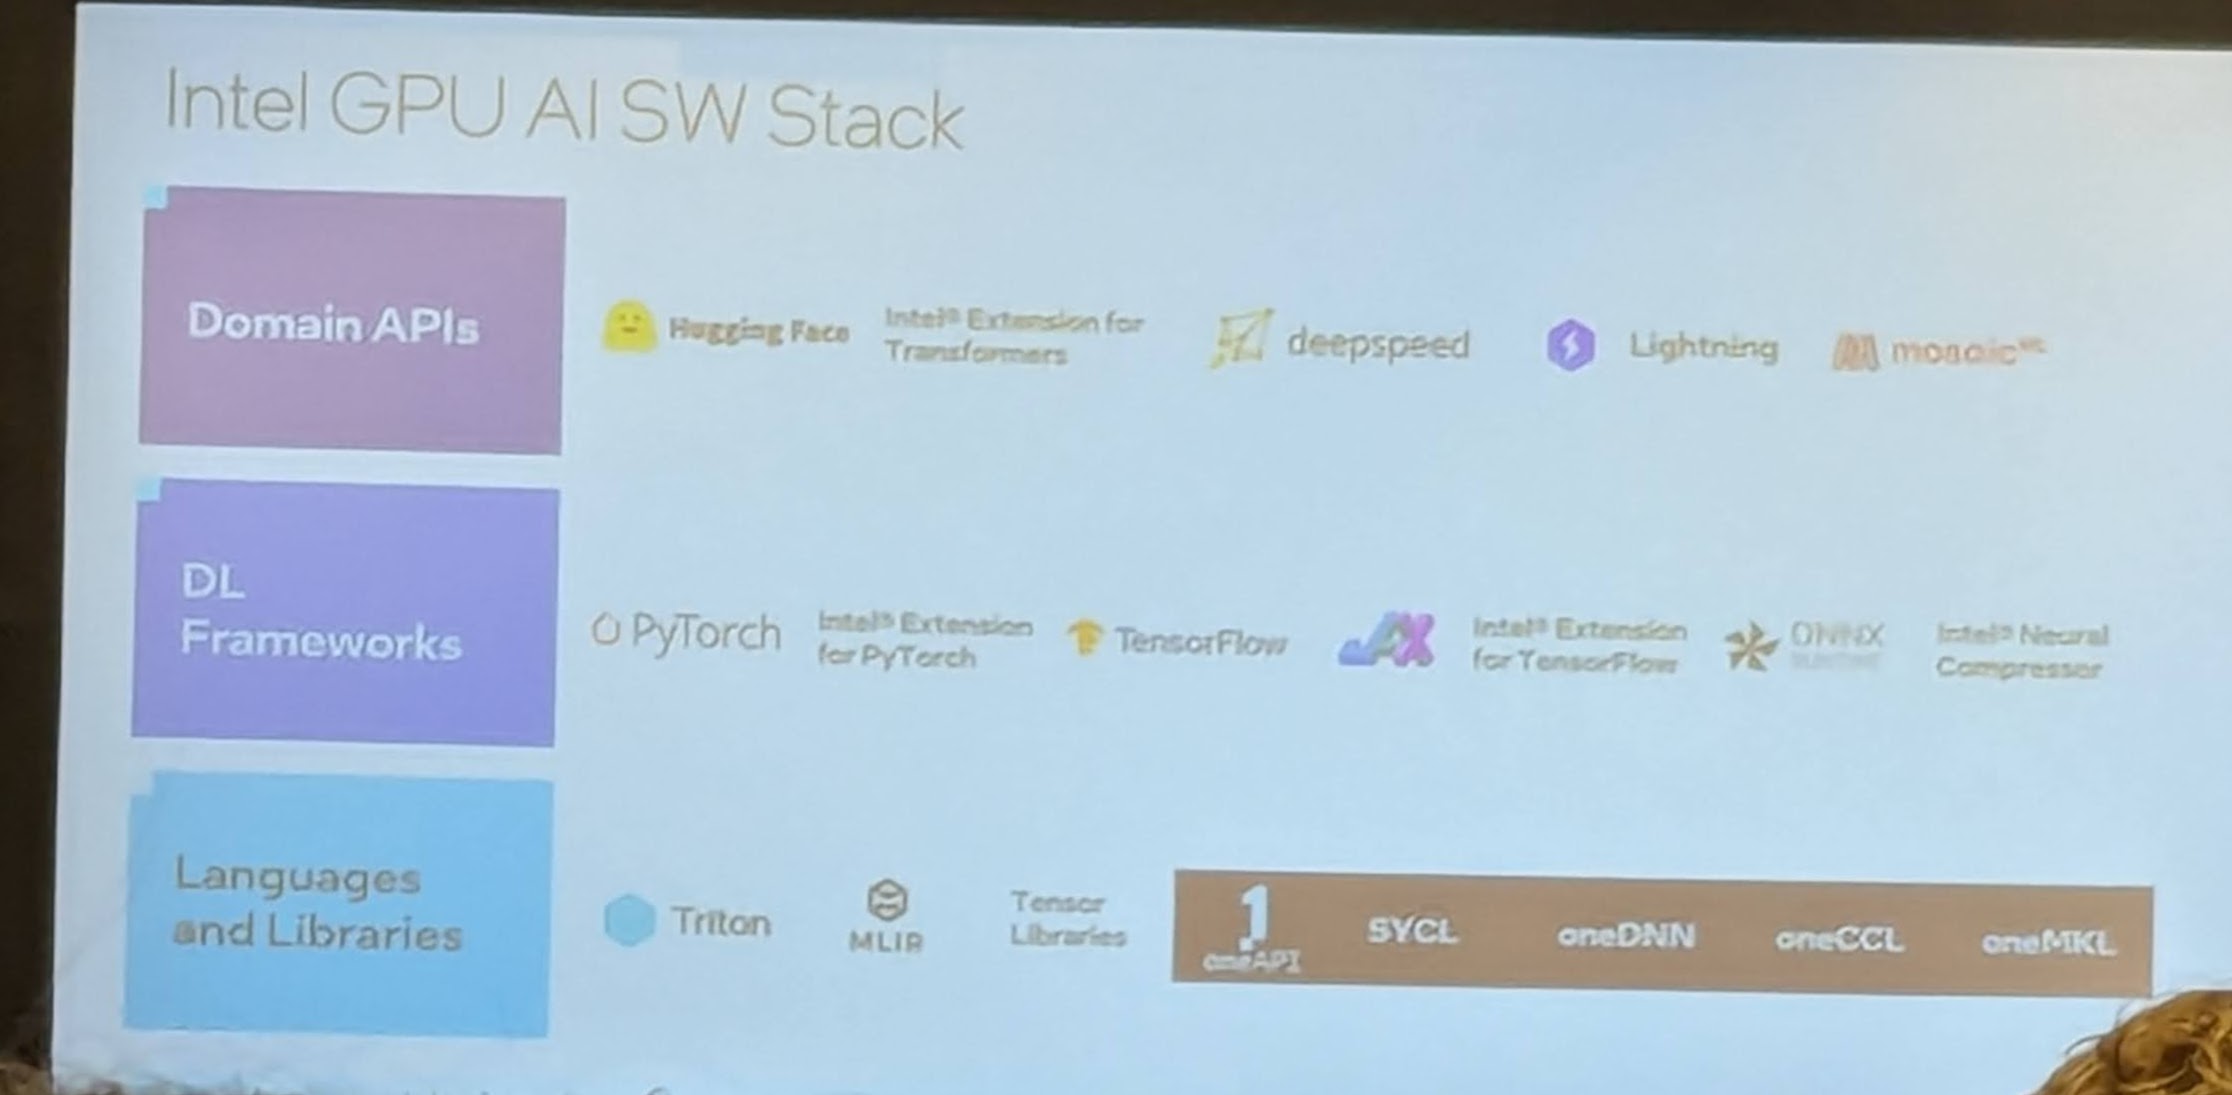 Intel GPU AI SW Stack
Domain APIs
Hugging Face
Intel® Extension for
Transformers
deepspeed
Lightning
mosaic
DL
Frameworks
PyTorch
Intel® Extension
for PyTorch
TensorFlow
JAX
Intel® Extension
for TensorFlow
ONNX
Intel® Neural
Compressor
Languages
and Libraries
Triton
MLIR
Tensor
Libraries
oneAPI
SYCL
oneDNN
oneCCL
oneMKL